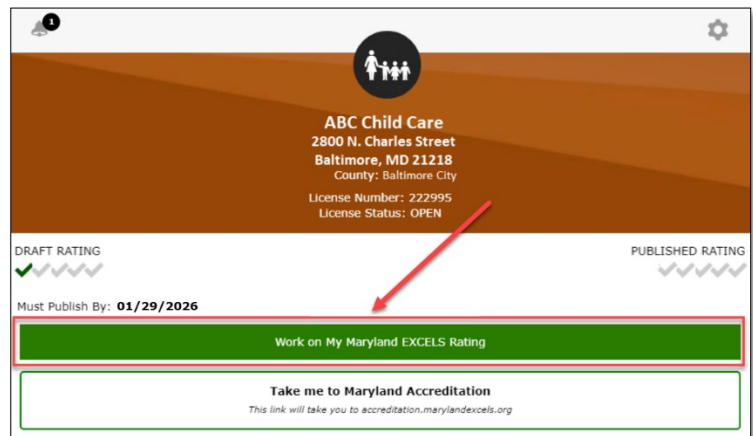 1
ABC Child Care
2800 N. Charles Street
Baltimore, MD 21218
County: Baltimore City
License Number: 222995
License Status: OPEN
DRAFT RATING
PUBLISHED RATING
Must Publish By: 01/29/2026
Work on My Maryland EXCELS Rating
Take me to Maryland Accreditation
This link will take you to accreditation.marylandexcels.org